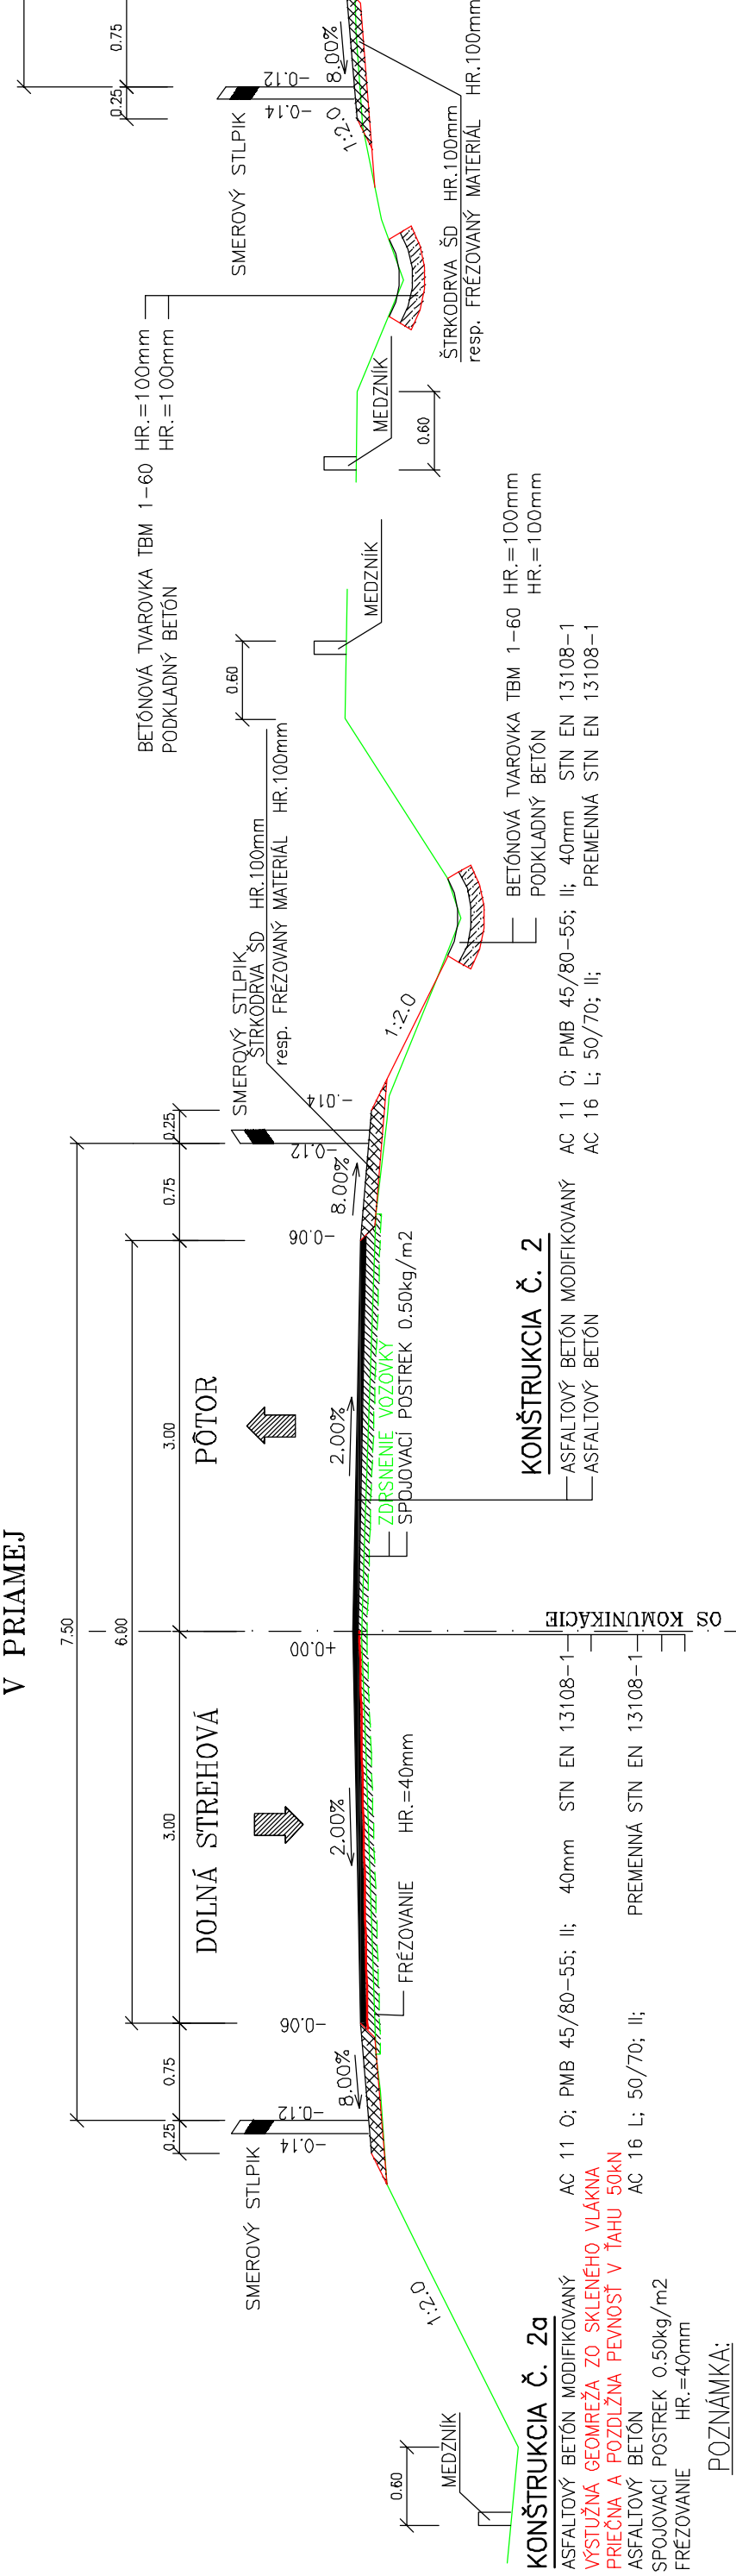 V PRIAMEJ
7.50
6.00
0.25
0.75
3.00
3.00
0.75
0.25
DOLNÁ STREHOVÁ
PÔTOR
SMEROVÝ STLPIK
-0.14
-0.12
8.00%
-0.06
2.00%
+0.00
2.00%
-0.06
8.00%
-0.12
-.014
SMEROVÝ STLPIK
ŠTRKODRVA ŠD HR.100mm
resp. FRÉZOVANÝ MATERIÁL HR.100mm
1:2.0
1:2.0
0.60
MEDZNÍK
0.60
MEDZNÍK
FRÉZOVANIE HR.=40mm
ZDRSNENIE VOZOVKY
SPOJOVACÍ POSTREK 0.50kg/m2
OS KOMUNIKÁCIE
BETÓNOVÁ TVAROVKA TBM 1-60 HR.=100mm
PODKLADNÝ BETÓN HR.=100mm
KONŠTRUKCIA Č. 2a
ASFALTOVÝ BETÓN MODIFIKOVANÝ AC 11 O; PMB 45/80-55; II; 40mm STN EN 13108-1
VÝSTUŽNÁ GEOMREŽA ZO SKLENÉHO VLÁKNA
PRIEČNA A POZDLŽNA PEVNOSŤ V ŤAHU 50kN
ASFALTOVÝ BETÓN AC 16 L; 50/70; II; PREMENNÁ STN EN 13108-1
SPOJOVACÍ POSTREK 0.50kg/m2
FRÉZOVANIE HR.=40mm
POZNÁMKA:
KONŠTRUKCIA Č. 2
ASFALTOVÝ BETÓN MODIFIKOVANÝ AC 11 O; PMB 45/80-55; II; 40mm STN EN 13108-1
ASFALTOVÝ BETÓN AC 16 L; 50/70; II; PREMENNÁ STN EN 13108-1
BETÓNOVÁ TVAROVKA TBM 1-60 HR.=100mm
PODKLADNÝ BETÓN HR.=100mm
0.60
MEDZNÍK
SMEROVÝ STLPIK
0.25
0.75
-0.14
-0.12
1:2.0
8.00%
ŠTRKODRVA ŠD HR.100mm
resp. FRÉZOVANÝ MATERIÁL HR.100mm